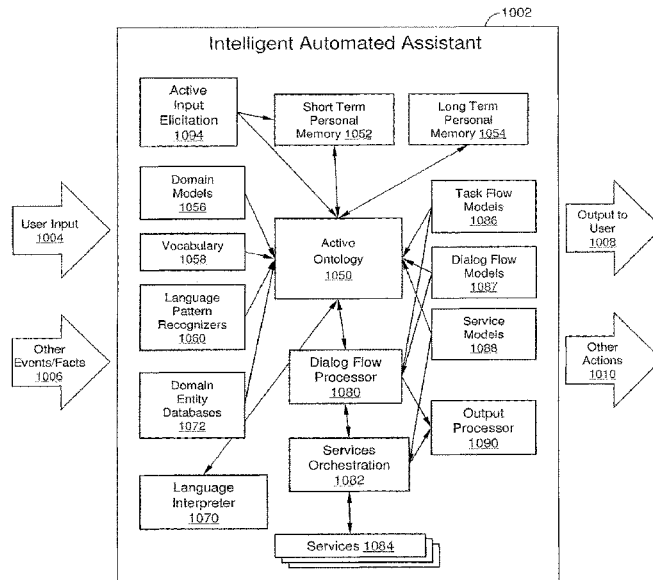 1002
Intelligent Automated Assistant
Active
Input
Elicitation
1094
Short Term
Personal
Memory 1052
Long Term
Personal
Memory 1054
Domain
Models
1056
Vocabulary
1058
Language
Pattern
Recognizers
1060
Domain
Entity
Databases
1072
Language
Interpreter
1070
Active
Ontology
1050
Dialog Flow
Processor
1080
Services
Orchestration
1082
Services 1084
Task Flow
Models
1086
Dialog Flow
Models
1087
Service
Models
1088
Output
Processor
1090
User Input
1004
Other
Events/Facts
1006
Output to
User
1008
Other
Actions
1010